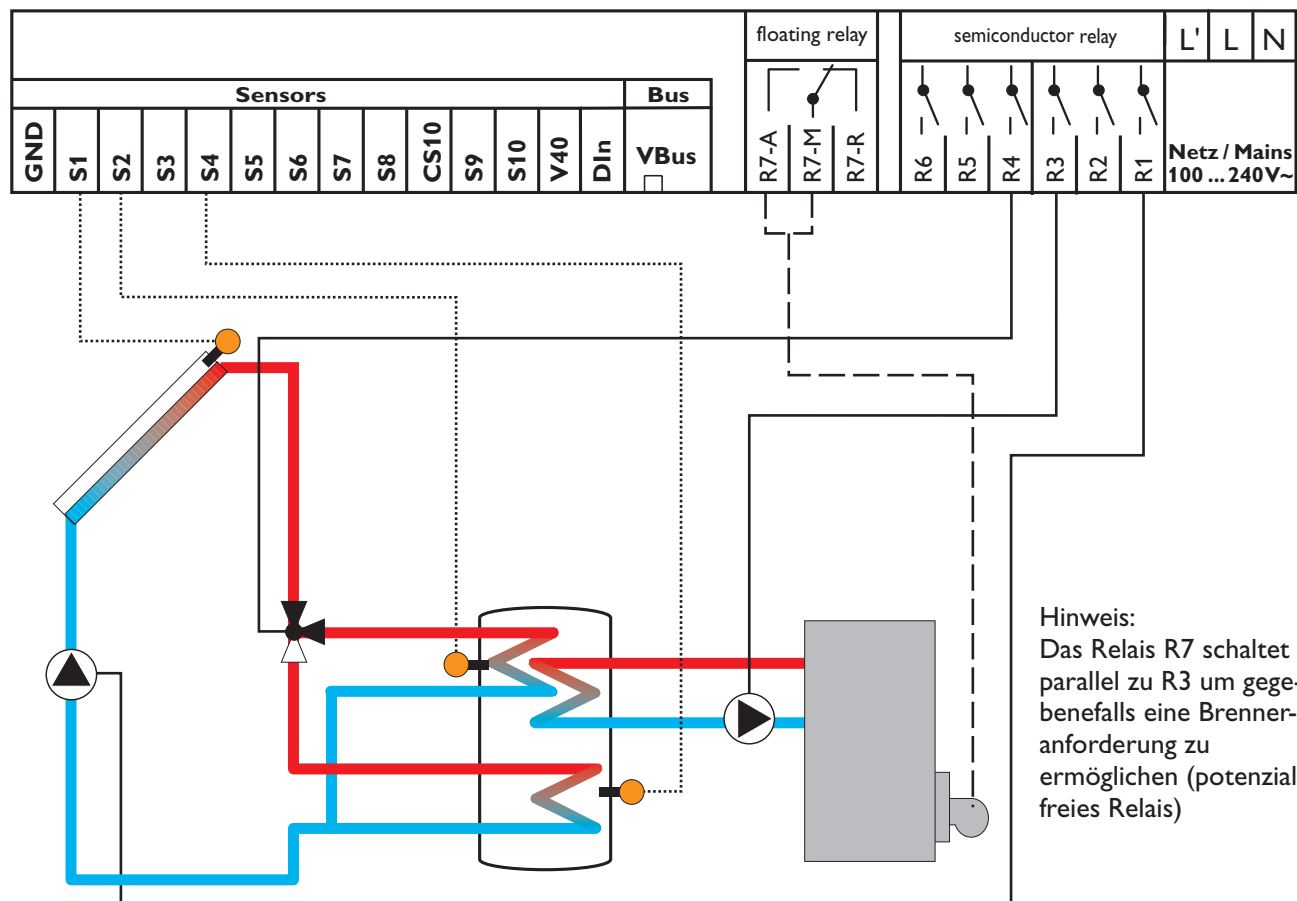 floating relay
semiconductor relay
L' L N
Sensors
Bus
GND
S1
S2
S3
S4
S5
S6
S7
S8
CS10
S9
S10
V40
DIn
VBus
R7-A
R7-M
R7-R
R6
R5
R4
R3
R2
R1
Netz / Mains
100 ... 240V~
Hinweis:
Das Relais R7 schaltet
parallel zu R3 um gege-
benefalls eine Brenner-
anforderung zu
ermöglichen (potenzial
freies Relais)